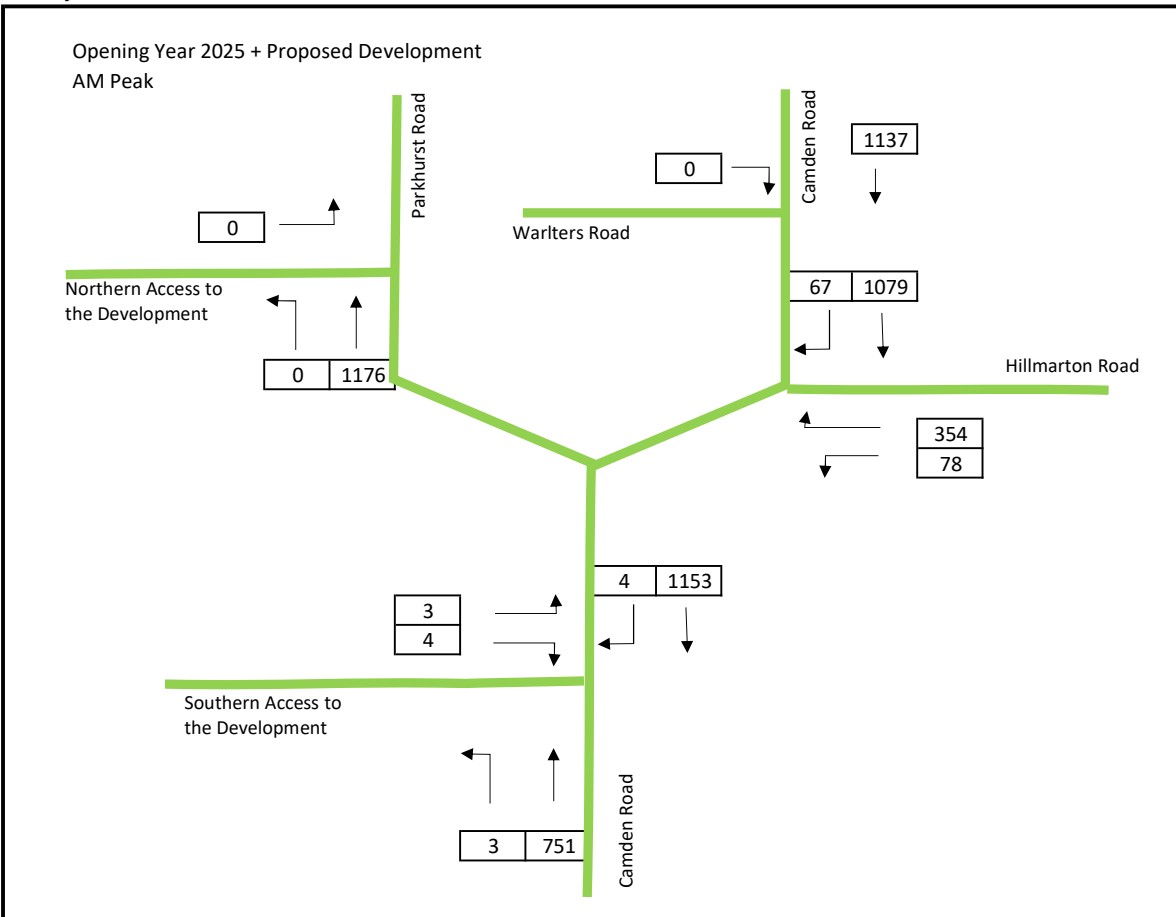 Opening Year 2025 + Proposed Development
AM Peak
Parkhurst Road
Camden Road
1137
0
0
Warlters Road
Northern Access to
the Development
67 1079
0 1176
Hillmarton Road
354
78
4 1153
3
4
Southern Access to
the Development
Camden Road
3 751